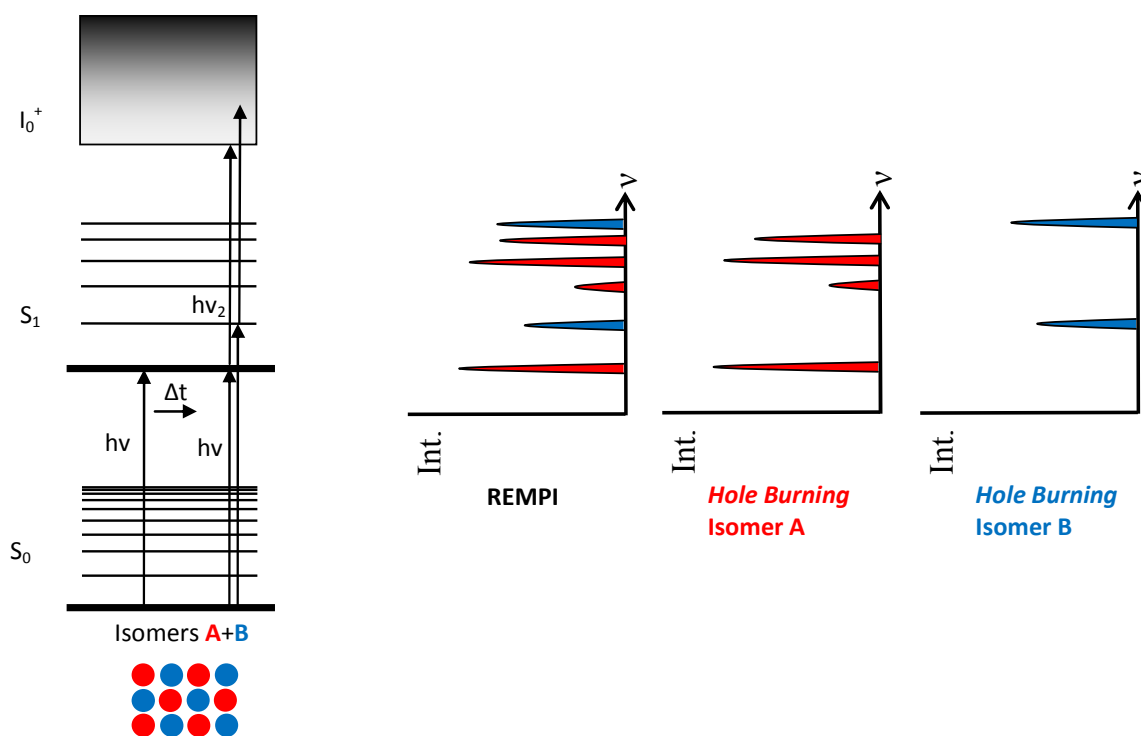 I₀⁺
S₁
hν₂
Δt
hν
hν
S₀
Isomers A+B
ν
Int.
REMPI
ν
Int.
Hole Burning
Isomer A
ν
Int.
Hole Burning
Isomer B